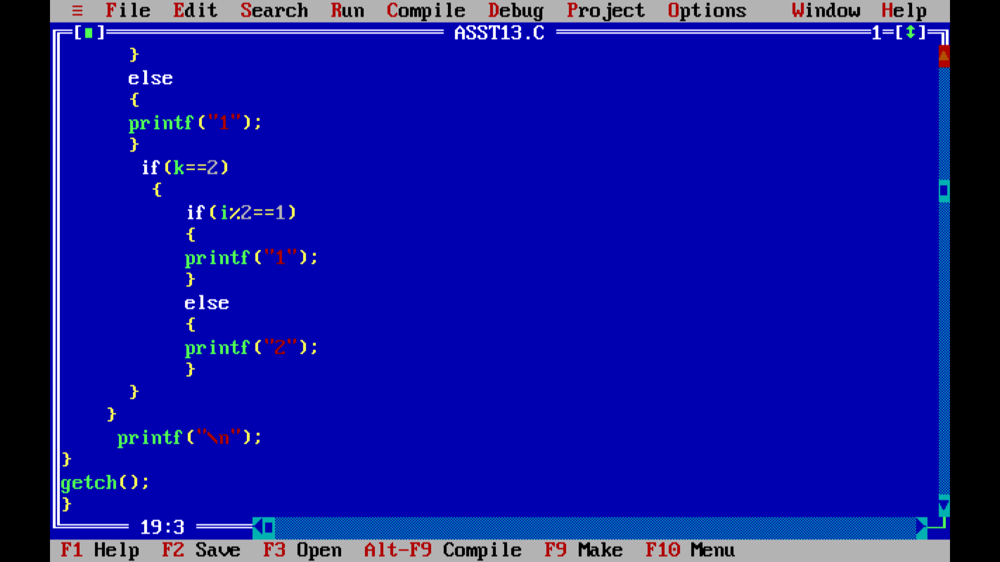 ≡ File Edit Search Run Compile Debug Project Options Window Help
[■] ASST13.C 1=[↕]
}
else
{
printf("1");
}
if(k==2)
{
if(i%2==1)
{
printf("1");
}
else
{
printf("2");
}
}
}
printf("\n");
}
getch();
}
19:3
F1 Help F2 Save F3 Open Alt-F9 Compile F9 Make F10 Menu